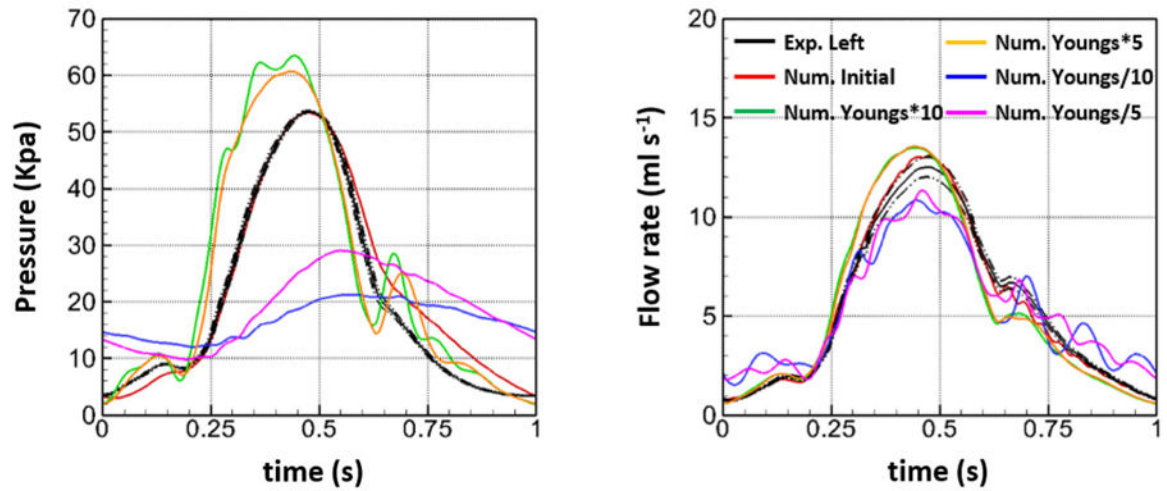 70
60
50
40
30
20
10
0
Pressure (Kpa)
0 0.25 0.5 0.75 1
time (s)
20
15
10
5
0
Flow rate (ml s-1)
Exp. Left
Num. Initial
Num. Youngs*10
Num. Youngs*5
Num. Youngs/10
Num. Youngs/5
0 0.25 0.5 0.75 1
time (s)